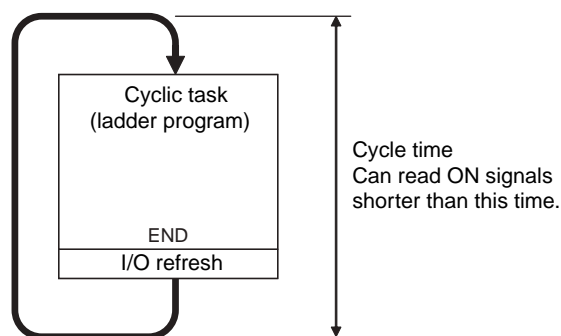 Cyclic task
(ladder program)
END
I/O refresh
Cycle time
Can read ON signals
shorter than this time.